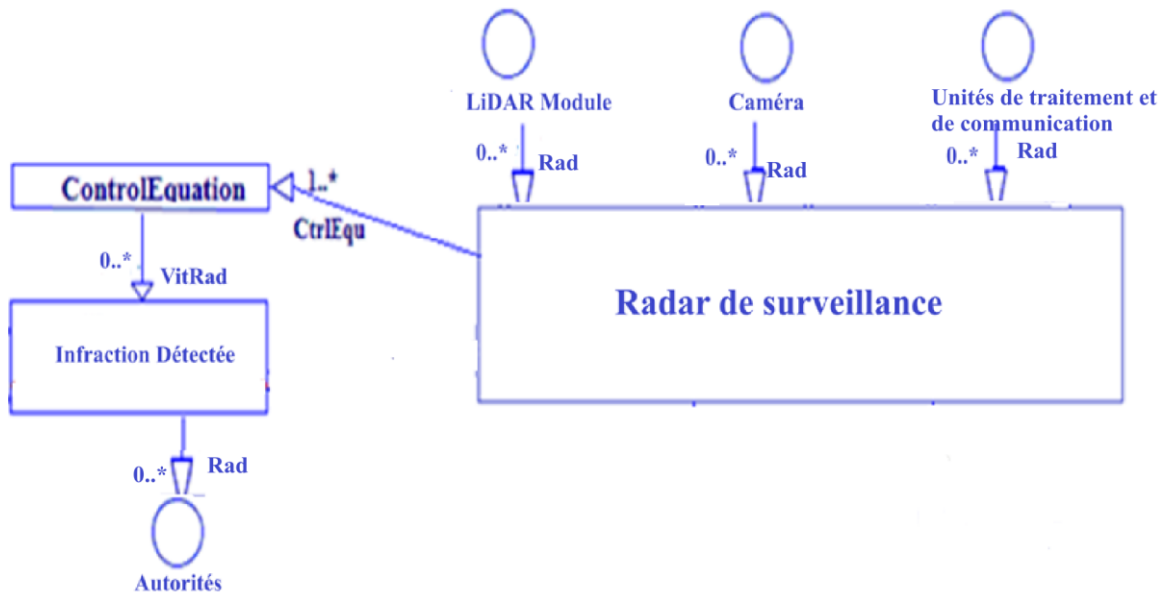 LiDAR Module
Caméra
Unités de traitement et
de communication
0..*
Rad
0..*
Rad
0..*
Rad
ControlEquation
1..*
CtrlEqu
0..*
VitRad
Radar de surveillance
Infraction Détectée
0..*
Rad
Autorités